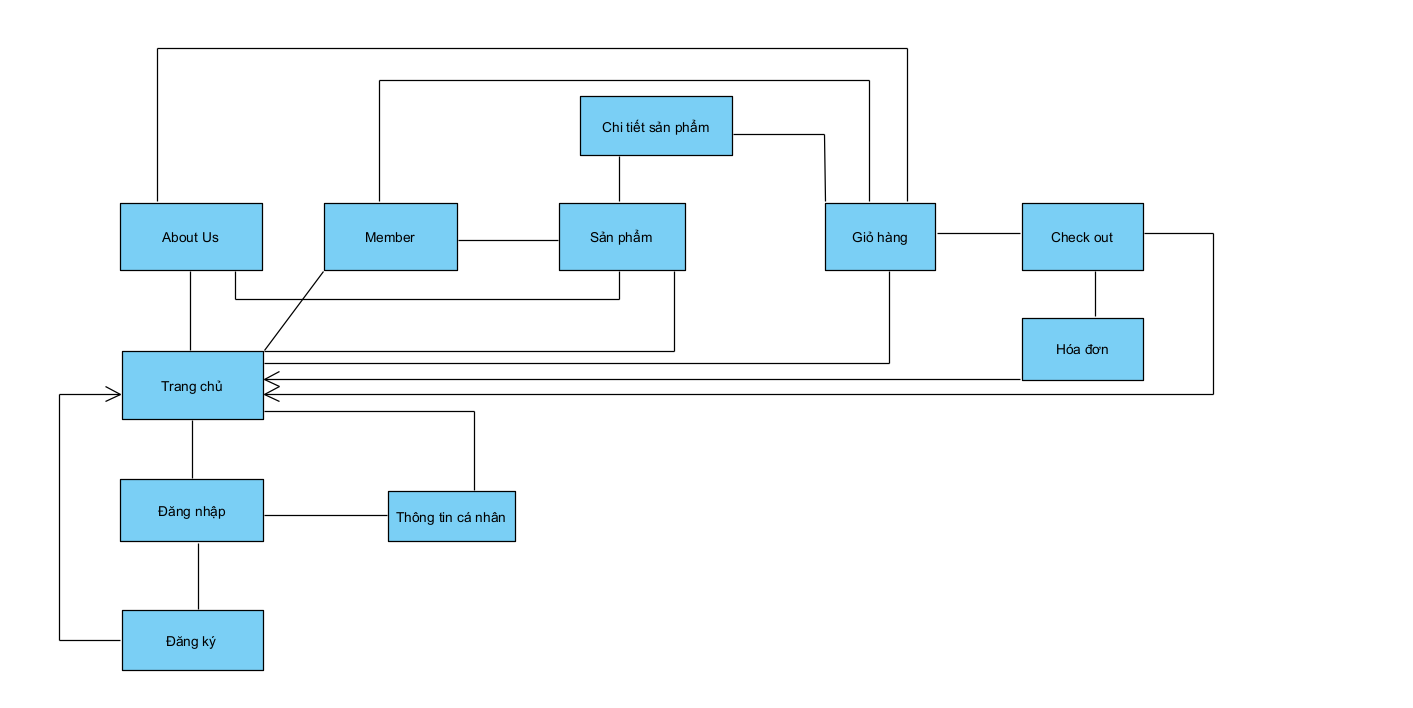 Chi tiết sản phẩm
About Us
Member
Sản phẩm
Giỏ hàng
Check out
Hóa đơn
Trang chủ
Đăng nhập
Thông tin cá nhân
Đăng ký